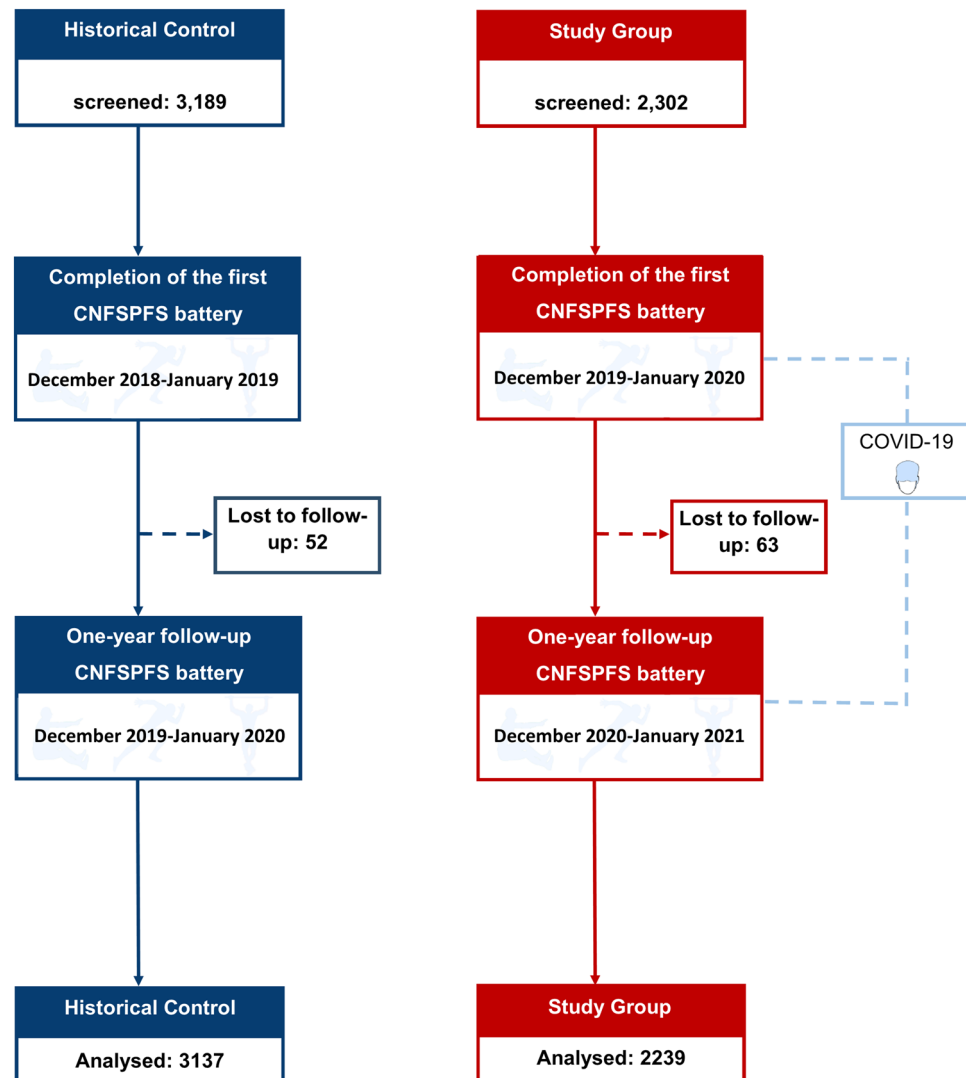 Historical Control
screened: 3,189
Completion of the first
CNFSPFS battery
December 2018-January 2019
Lost to follow-
up: 52
One-year follow-up
CNFSPFS battery
December 2019-January 2020
Historical Control
Analysed: 3137
Study Group
screened: 2,302
Completion of the first
CNFSPFS battery
December 2019-January 2020
COVID-19
Lost to follow-
up: 63
One-year follow-up
CNFSPFS battery
December 2020-January 2021
Study Group
Analysed: 2239